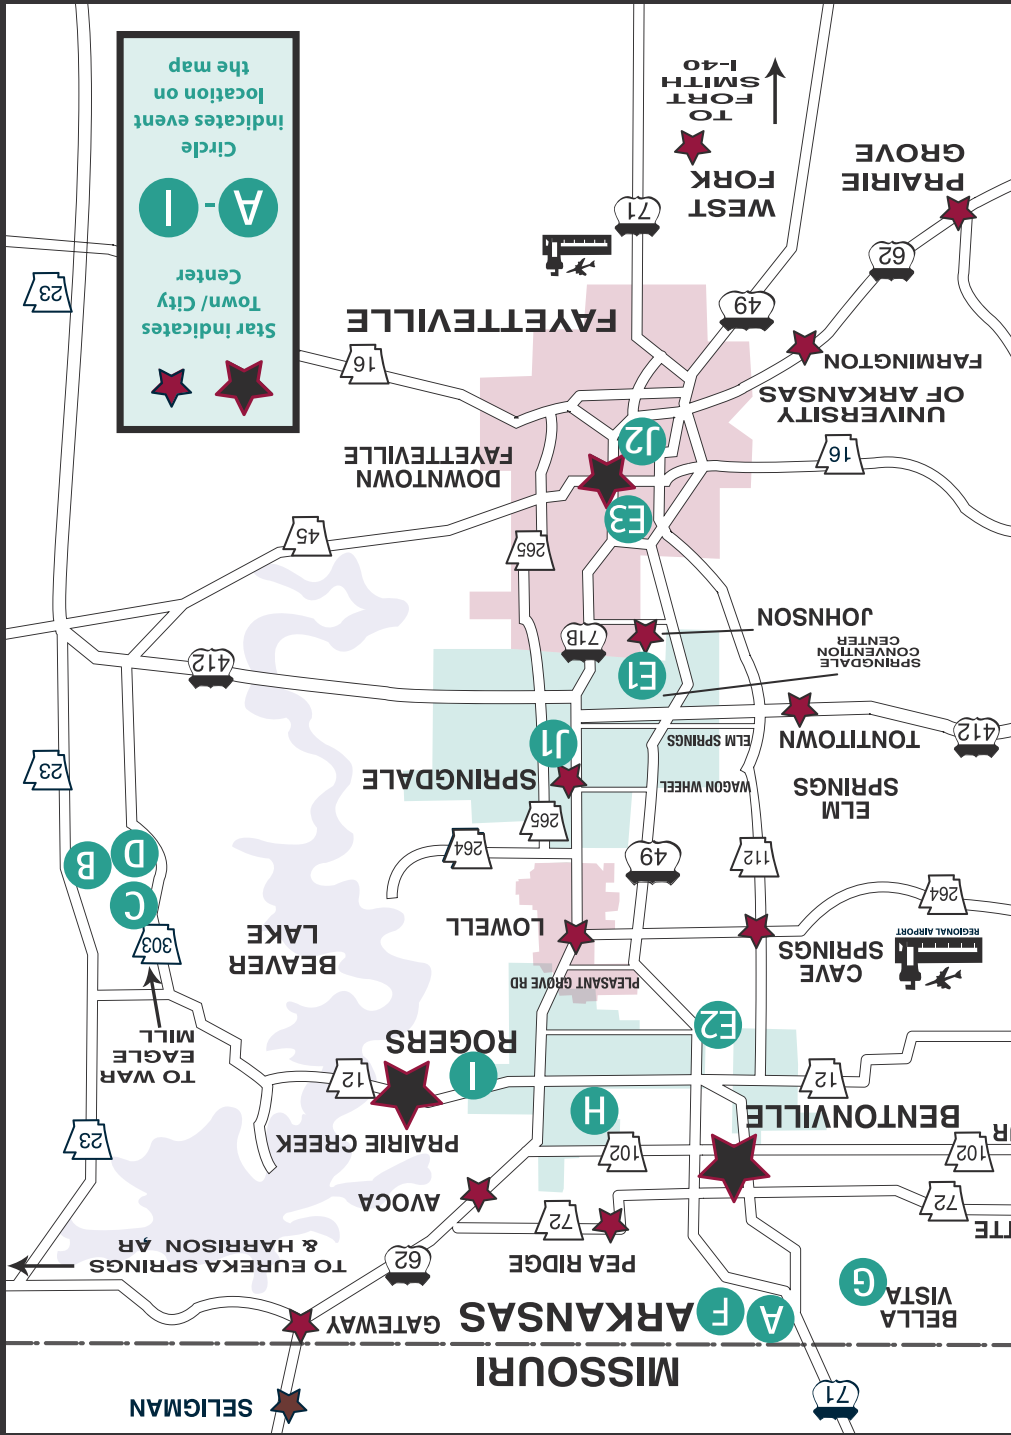 71
SELIGMAN
MISSOURI
BELLA
VISTA
G
A
F
ARKANSAS
GATEWAY
PEA RIDGE
62
TO EUREKA SPRINGS
& HARRISON AR
TTE
72
72
AVOCA
UR
102
102
PRAIRIE CREEK
23
BENTONVILLE
H
12
I
12
ROGERS
TO WAR
EAGLE
MILL
E2
PLEASANT GROVE RD
CAVE
SPRINGS
REGIONAL AIRPORT
LOWELL
BEAVER
LAKE
303
264
C
D
B
112
49
264
265
ELM
SPRINGS
WAGON WHEEL
SPRINGDALE
23
412
TONTITOWN
ELM SPRINGS
J1
SPRINGDALE
CONVENTION
CENTER
E1
412
JOHNSON
71B
265
45
E3
16
DOWNTOWN
FAYETTEVILLE
J2
UNIVERSITY
OF ARKANSAS
FARMINGTON
16
FAYETTEVILLE
49
62
71
23
PRAIRIE
GROVE
WEST
FORK
TO
FORT
SMITH
I-40
Star indicates
Town/ City
Center
A - I
Circle
indicates event
location on
the map